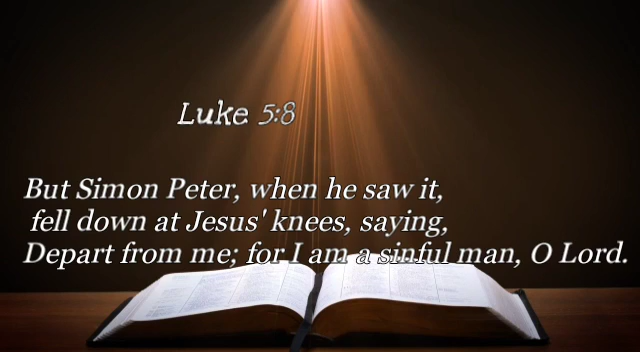 Luke 5:8
But Simon Peter, when he saw it,
fell down at Jesus' knees, saying,
Depart from me; for I am a sinful man, O Lord.